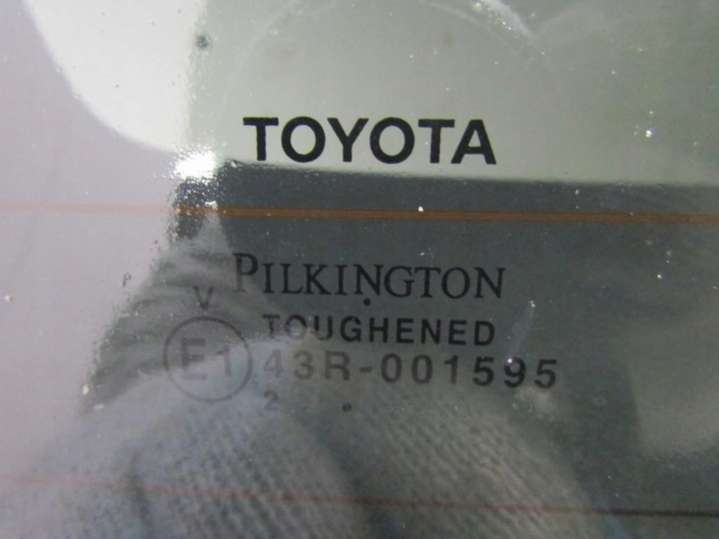 TOYOTA
PILKINGTON
V
TOUGHENED
E1 43R-001595
2